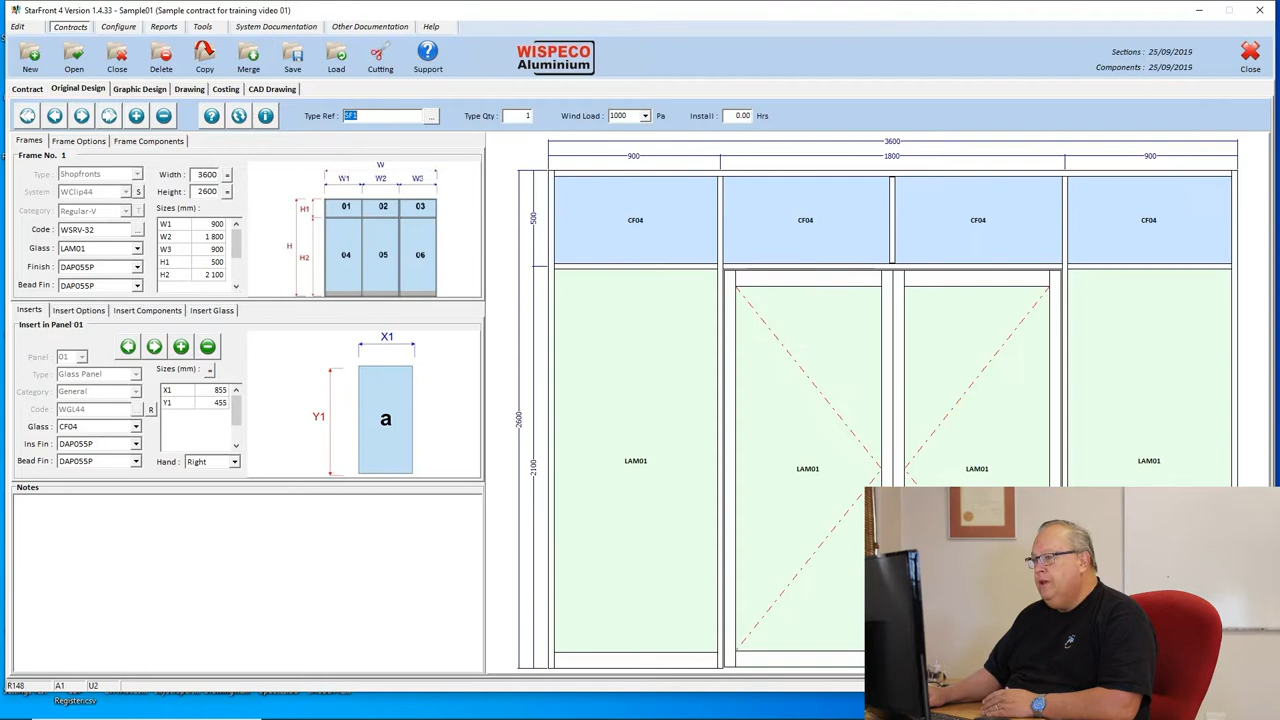 StarFront 4 Version 1.4.33 - Sample01 (Sample contract for training video 01)
Edit Contracts Configure Reports Tools System Documentation Other Documentation Help
New Open Close Delete Copy Merge Save Load Cutting Support
WISPECO
Aluminium
Sections : 25/09/2019
Components : 25/09/2019
Close
Contract Original Design Graphic Design Drawing Costing CAD Drawing
Type Ref : SF1 ... Type Qty : 1 Wind Load : 1000 Pa Install : 0.00 Hrs
Frames Frame Options Frame Components
Frame No. 1
Type : Shopfronts
System WClip44 S
Category : Regular-V T
Code : WSRV-32 ...
Glass : LAM01
Finish : DAP055P
Bead Fin : DAP055P
Width : 3600 =
Height : 2600 =
Sizes (mm) :
W1 900
W2 1 800
W3 900
H1 500
H2 2 100
W
W1 W2 W3
H1 01 02 03
H
H2 04 05 06
Inserts Insert Options Insert Components Insert Glass
Insert in Panel 01
Panel : 01
Type : Glass Panel
Category : General
Code : WGL44 R
Glass : CF04
Ins Fin : DAP055P
Bead Fin : DAP055P
Sizes (mm) : =
X1 855
Y1 455
Hand : Right
X1
Y1
a
Notes
3600
900 1800 900
500
2600
2100
CF04 CF04 CF04 CF04
LAM01 LAM01 LAM01 LAM01
R148 A1 U2
Register.csv